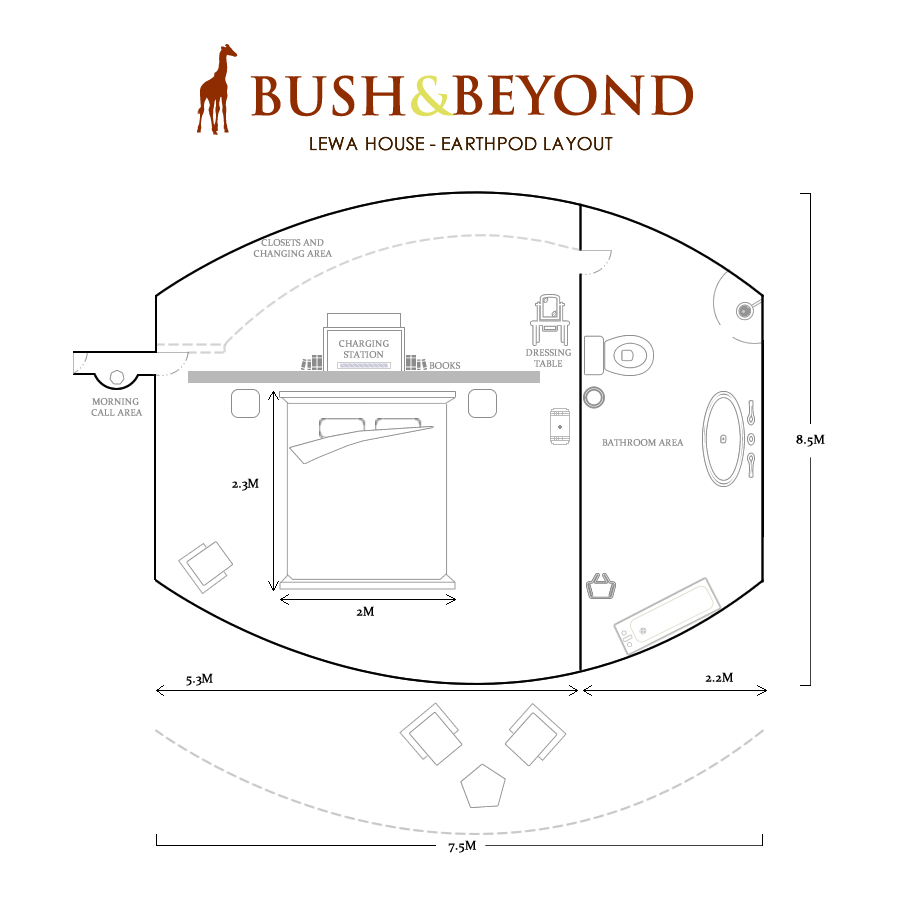 BUSH&BEYOND
LEWA HOUSE - EARTHPOD LAYOUT
CLOSETS AND
CHANGING AREA
CHARGING
STATION
BOOKS
DRESSING
TABLE
MORNING
CALL AREA
BATHROOM AREA
8.5M
2.3M
2M
5.3M
2.2M
7.5M